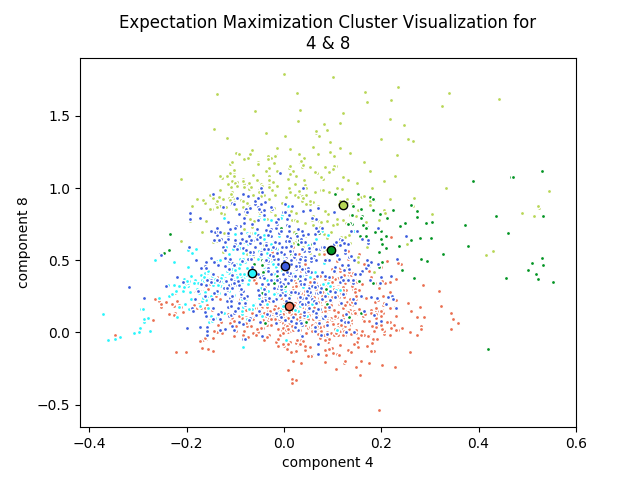 Expectation Maximization Cluster Visualization for
4 & 8
component 8
1.5
1.0
0.5
0.0
−0.5
−0.4
−0.2
0.0
0.2
0.4
0.6
component 4